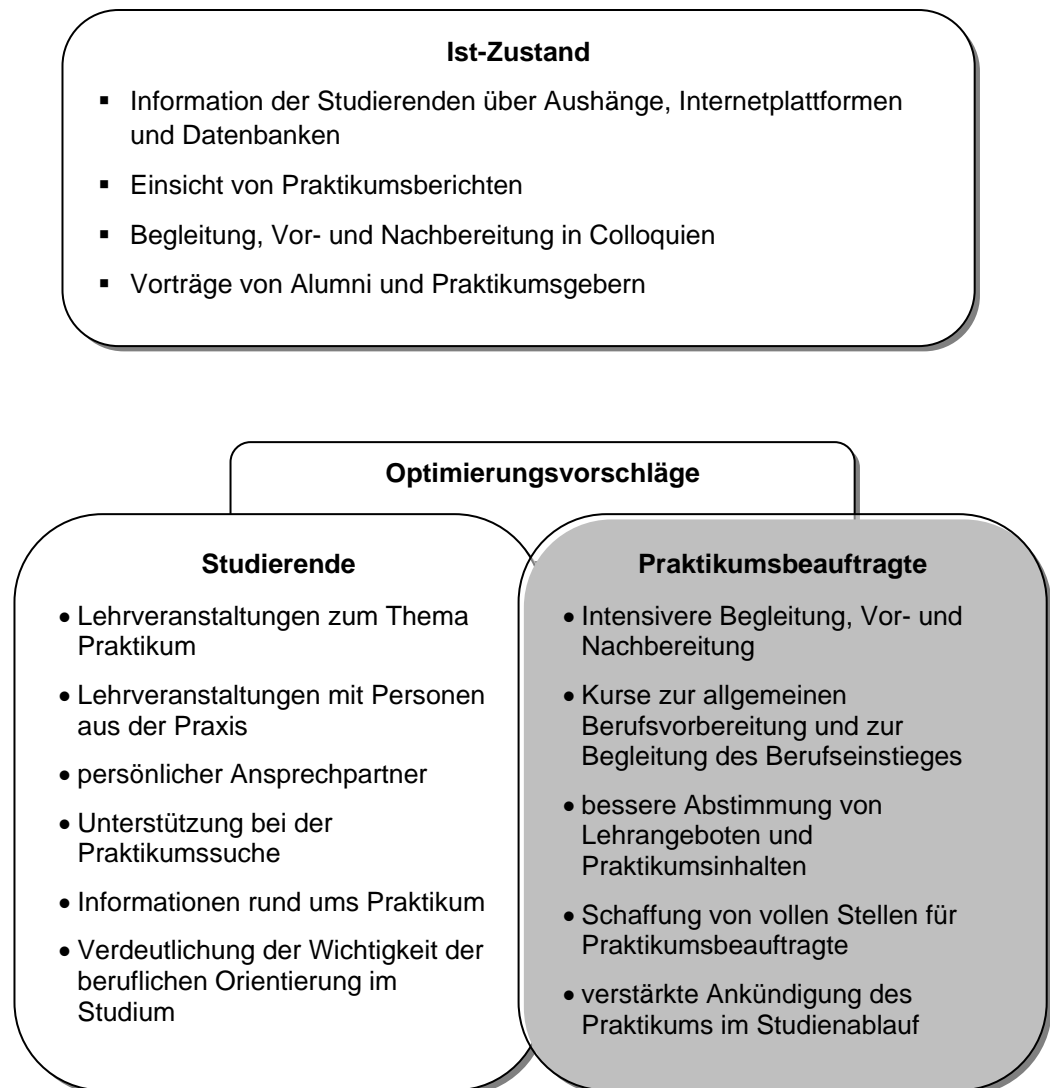 Ist-Zustand
▪ Information der Studierenden über Aushänge, Internetplattformen
und Datenbanken
▪ Einsicht von Praktikumsberichten
▪ Begleitung, Vor- und Nachbereitung in Colloquien
▪ Vorträge von Alumni und Praktikumsgebern
Optimierungsvorschläge
Studierende
• Lehrveranstaltungen zum Thema
Praktikum
• Lehrveranstaltungen mit Personen
aus der Praxis
• persönlicher Ansprechpartner
• Unterstützung bei der
Praktikumssuche
• Informationen rund ums Praktikum
• Verdeutlichung der Wichtigkeit der
beruflichen Orientierung im
Studium
Praktikumsbeauftragte
• Intensivere Begleitung, Vor- und
Nachbereitung
• Kurse zur allgemeinen
Berufsvorbereitung und zur
Begleitung des Berufseinstieges
• bessere Abstimmung von
Lehrangeboten und
Praktikumsinhalten
• Schaffung von vollen Stellen für
Praktikumsbeauftragte
• verstärkte Ankündigung des
Praktikums im Studienablauf